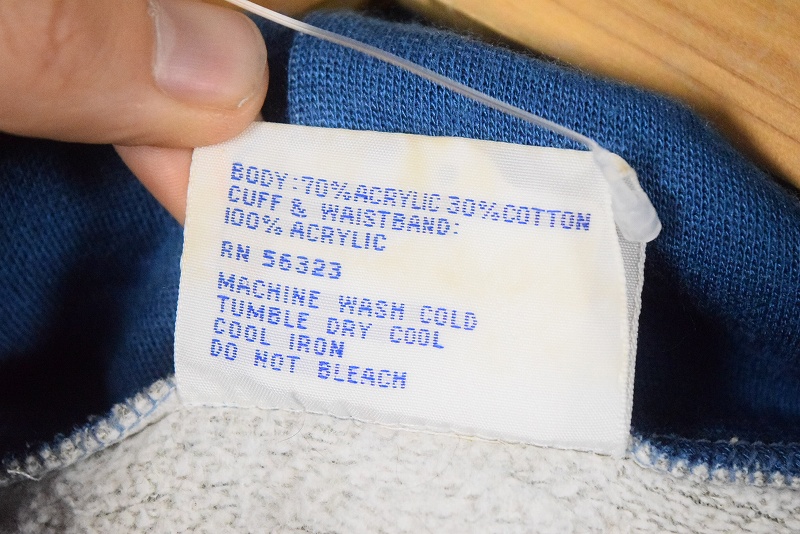 BODY:70%ACRYLIC 30%COTTON
CUFF & WAISTBAND:
100% ACRYLIC
RN 56323
MACHINE WASH COLD
TUMBLE DRY COOL
COOL IRON
DO NOT BLEACH